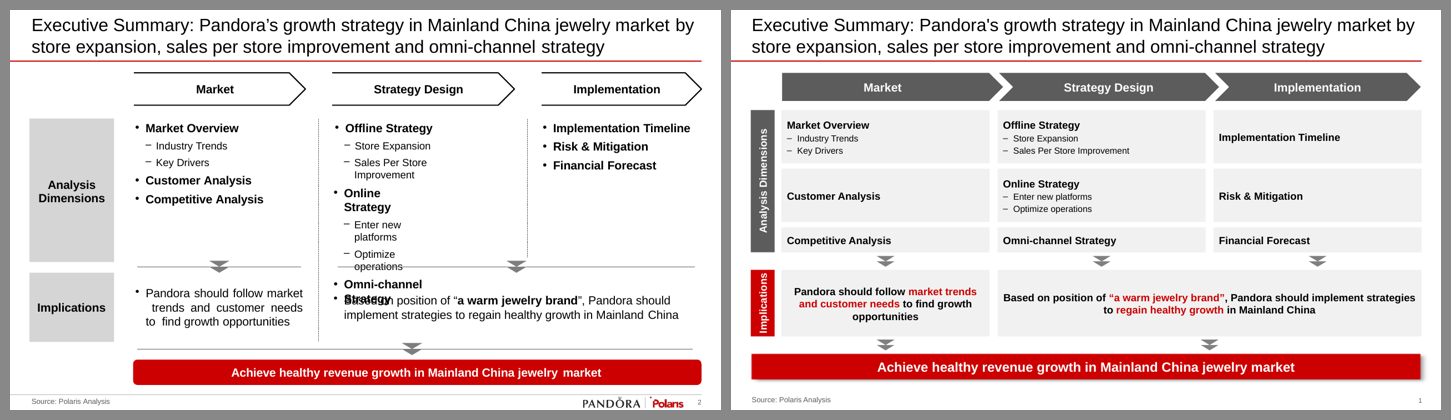 Executive Summary: Pandora’s growth strategy in Mainland China jewelry market by
store expansion, sales per store improvement and omni-channel strategy
Market
Strategy Design
Implementation
Analysis
Dimensions
• Market Overview
– Industry Trends
– Key Drivers
• Customer Analysis
• Competitive Analysis
• Offline Strategy
– Store Expansion
– Sales Per Store
Improvement
• Online
Strategy
– Enter new
platforms
– Optimize
operations
• Omni-channel
Strategy
• Implementation Timeline
• Risk & Mitigation
• Financial Forecast
Implications
• Pandora should follow market
trends and customer needs
to find growth opportunities
• Based on position of “a warm jewelry brand”, Pandora should
implement strategies to regain healthy growth in Mainland China
Achieve healthy revenue growth in Mainland China jewelry market
Source: Polaris Analysis
PANDÖRA
Polaris
2
Executive Summary: Pandora's growth strategy in Mainland China jewelry market by
store expansion, sales per store improvement and omni-channel strategy
Market
Strategy Design
Implementation
Analysis Dimensions
Market Overview
– Industry Trends
– Key Drivers
Offline Strategy
– Store Expansion
– Sales Per Store Improvement
Implementation Timeline
Customer Analysis
Online Strategy
– Enter new platforms
– Optimize operations
Risk & Mitigation
Competitive Analysis
Omni-channel Strategy
Financial Forecast
Implications
Pandora should follow market trends
and customer needs to find growth
opportunities
Based on position of “a warm jewelry brand”, Pandora should implement strategies
to regain healthy growth in Mainland China
Achieve healthy revenue growth in Mainland China jewelry market
Source: Polaris Analysis
1